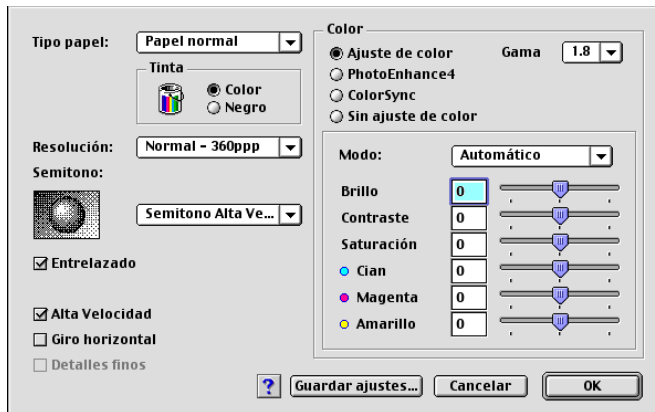 Tipo papel: Papel normal
Tinta
Color
Negro
Resolución: Normal - 360ppp
Semitono:
Semitono Alta Ve...
Entrelazado
Alta Velocidad
Giro horizontal
Detalles finos
Color
Ajuste de color Gama 1.8
PhotoEnhance4
ColorSync
Sin ajuste de color
Modo: Automático
Brillo 0
Contraste 0
Saturación 0
Cian 0
Magenta 0
Amarillo 0
? Guardar ajustes... Cancelar OK